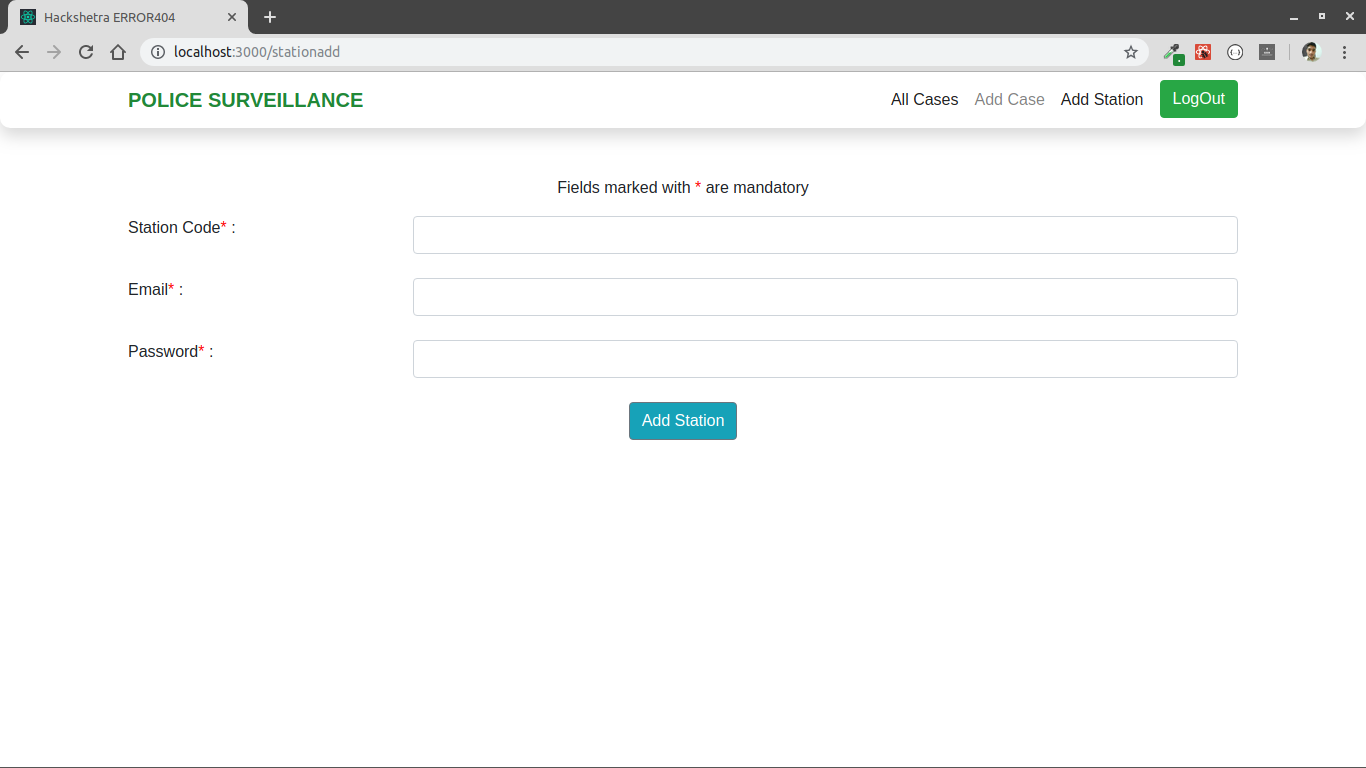 Hackshetra ERROR404
localhost:3000/stationadd
POLICE SURVEILLANCE
All Cases Add Case Add Station LogOut
Fields marked with * are mandatory
Station Code* :
Email* :
Password* :
Add Station